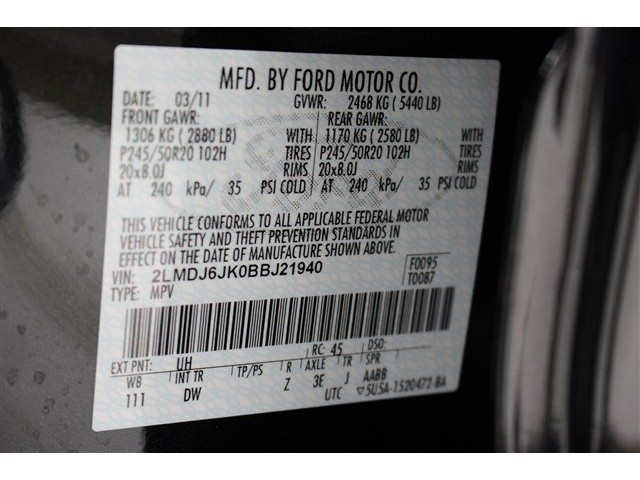 MFD. BY FORD MOTOR CO.
DATE: 03/11 GVWR: 2468 KG ( 5440 LB)
FRONT GAWR: REAR GAWR:
1306 KG ( 2880 LB) WITH 1170 KG ( 2580 LB) WITH
P245/50R20 102H TIRES P245/50R20 102H TIRES
20x8.0J RIMS 20x8.0J RIMS
AT 240 kPa/ 35 PSI COLD AT 240 kPa/ 35 PSI COLD
THIS VEHICLE CONFORMS TO ALL APPLICABLE FEDERAL MOTOR
VEHICLE SAFETY AND THEFT PREVENTION STANDARDS IN
EFFECT ON THE DATE OF MANUFACTURE SHOWN ABOVE.
VIN: 2LMDJ6JK0BBJ21940 F0095
TYPE: MPV T0087
EXT PNT: UH RC: 45 DSO:
WB INT TR TP/PS R AXLE TR SPR
111 DW Z 3E J AABB
UTC 5U5A-1520472-BA